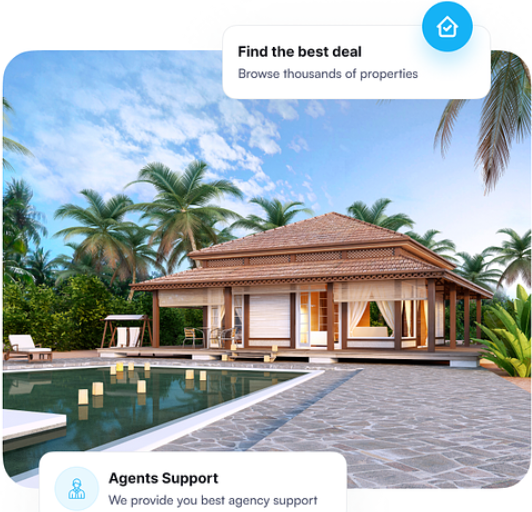 Find the best deal
Browse thousands of properties
Agents Support
We provide you best agency support